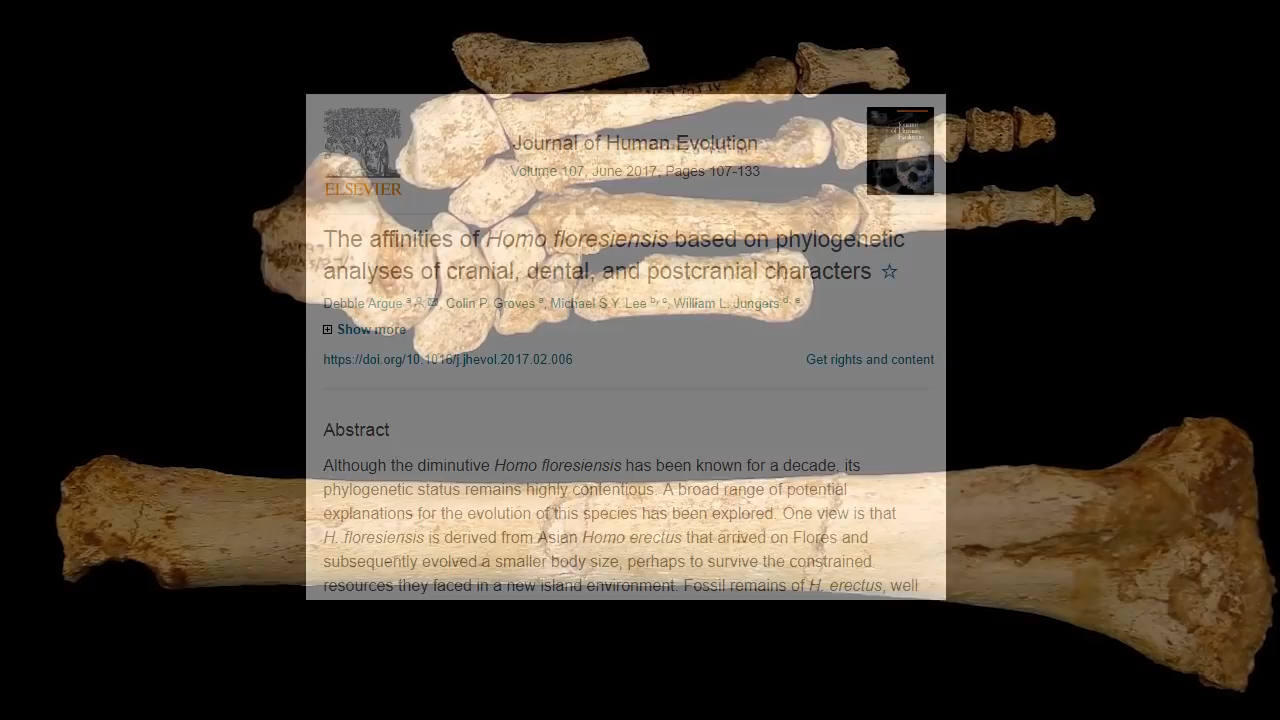 Journal of Human Evolution
Volume 107, June 2017, Pages 107-133
ELSEVIER
The affinities of Homo floresiensis based on phylogenetic
analyses of cranial, dental, and postcranial characters ☆
Debbie Argue a, Colin P. Groves a, Michael S.Y. Lee b, c, William L. Jungers d, e
Show more
https://doi.org/10.1016/j.jhevol.2017.02.006
Get rights and content
Abstract
Although the diminutive Homo floresiensis has been known for a decade, its
phylogenetic status remains highly contentious. A broad range of potential
explanations for the evolution of this species has been explored. One view is that
H. floresiensis is derived from Asian Homo erectus that arrived on Flores and
subsequently evolved a smaller body size, perhaps to survive the constrained
resources they faced in a new island environment. Fossil remains of H. erectus, well